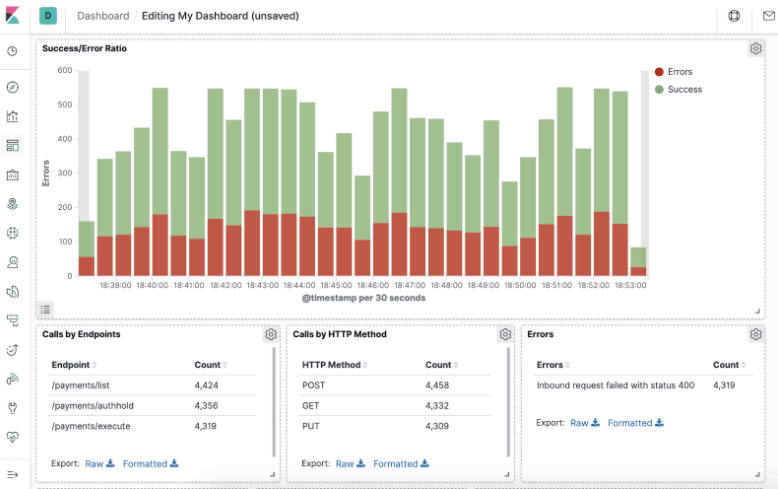 D Dashboard / Editing My Dashboard (unsaved)
Success/Error Ratio
Errors
Success
600
500
400
300
200
100
0
Errors
18:39:00 18:40:00 18:41:00 18:42:00 18:43:00 18:44:00 18:45:00 18:46:00 18:47:00 18:48:00 18:49:00 18:50:00 18:51:00 18:52:00 18:53:00
@timestamp per 30 seconds
Calls by Endpoints
Endpoint Count
/payments/list 4,424
/payments/authhold 4,356
/payments/execute 4,319
Export: Raw Formatted
Calls by HTTP Method
HTTP Method Count
POST 4,458
GET 4,332
PUT 4,309
Export: Raw Formatted
Errors
Errors Count
Inbound request failed with status 400 4,319
Export: Raw Formatted